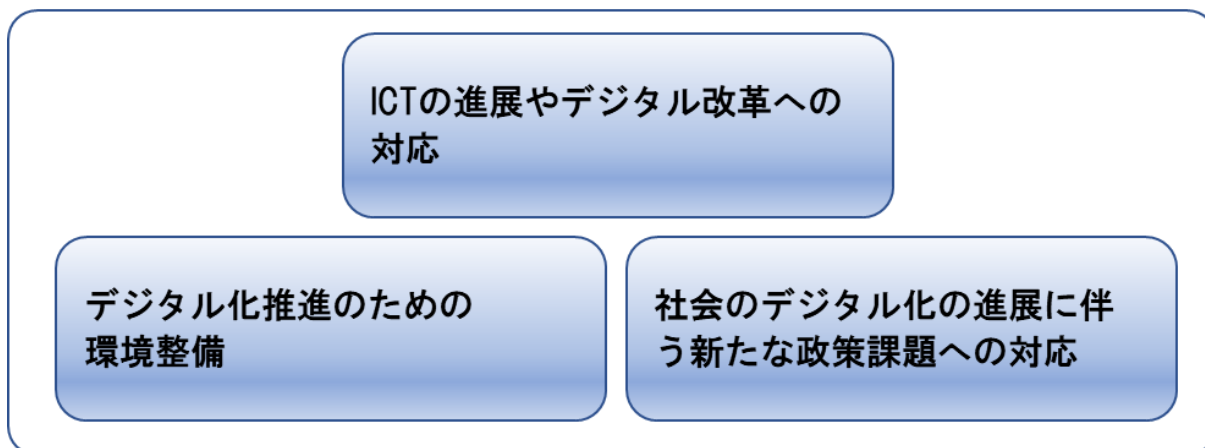 ICTの進展やデジタル改革への
対応
デジタル化推進のための
環境整備
社会のデジタル化の進展に伴
う新たな政策課題への対応